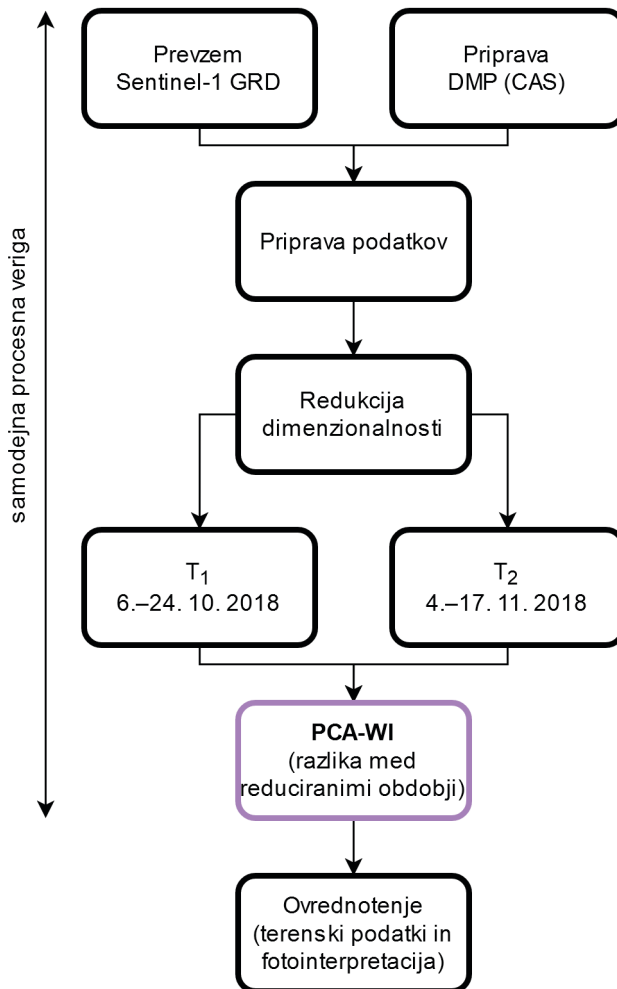 samodejna procesna veriga
Prevzem
Sentinel-1 GRD
Priprava
DMP (CAS)
Priprava podatkov
Redukcija
dimenzionalnosti
T₁
6.–24. 10. 2018
T₂
4.–17. 11. 2018
PCA-WI
(razlika med
reduciranimi obdobji)
Ovrednotenje
(terenski podatki in
fotointerpretacija)